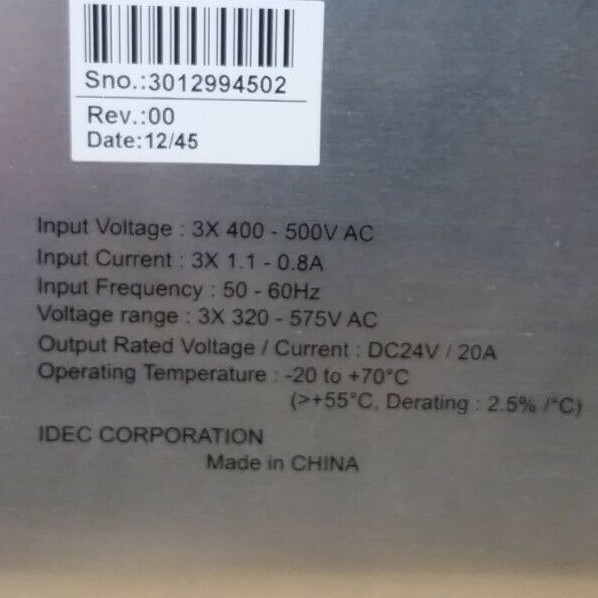 Sno.:3012994502
Rev.:00
Date:12/45
Input Voltage : 3X 400 - 500V AC
Input Current : 3X 1.1 - 0.8A
Input Frequency : 50 - 60Hz
Voltage range : 3X 320 - 575V AC
Output Rated Voltage / Current : DC24V / 20A
Operating Temperature : -20 to +70°C
(>+55°C, Derating : 2.5% /°C)
IDEC CORPORATION
Made in CHINA